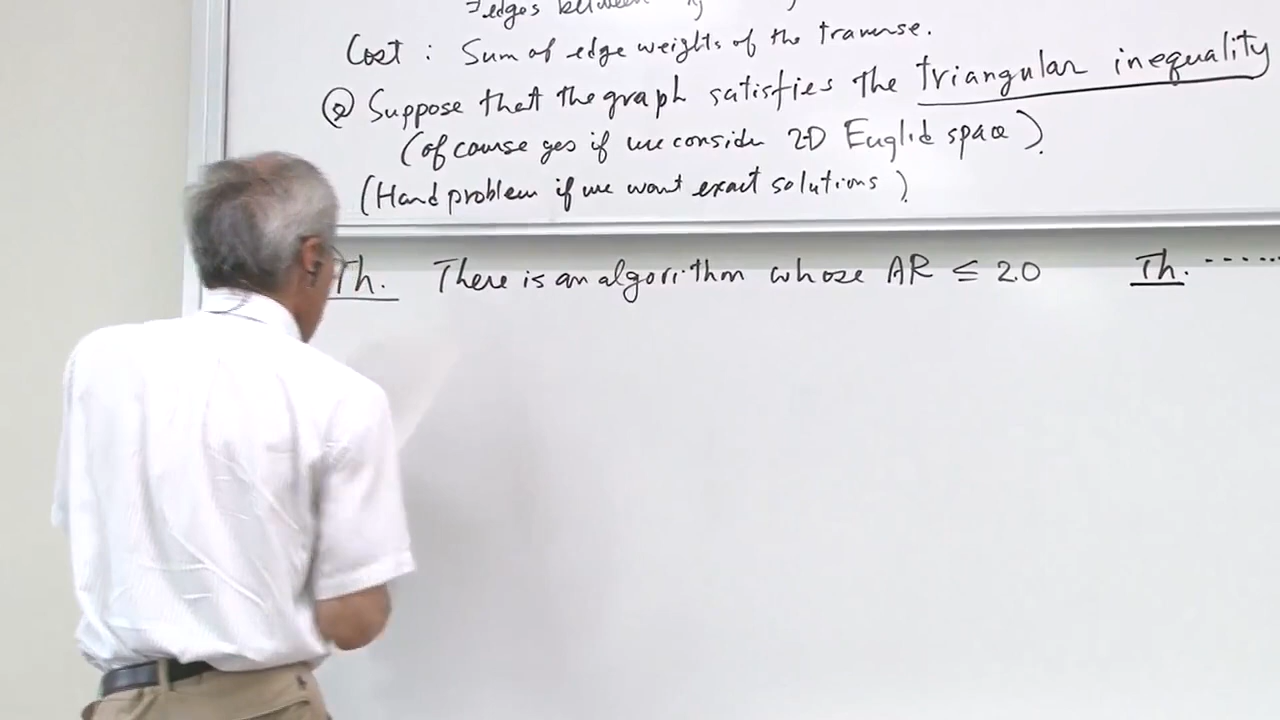 ∃edges between
Cost : Sum of edge weights of the traverse.
② Suppose that the graph satisfies the triangular inequality
(of course yes if we consider 2D Euglid space).
(Hard problem if we want exact solutions)
Th. There is an algorithm whose AR ≤ 2.0
Th. ......